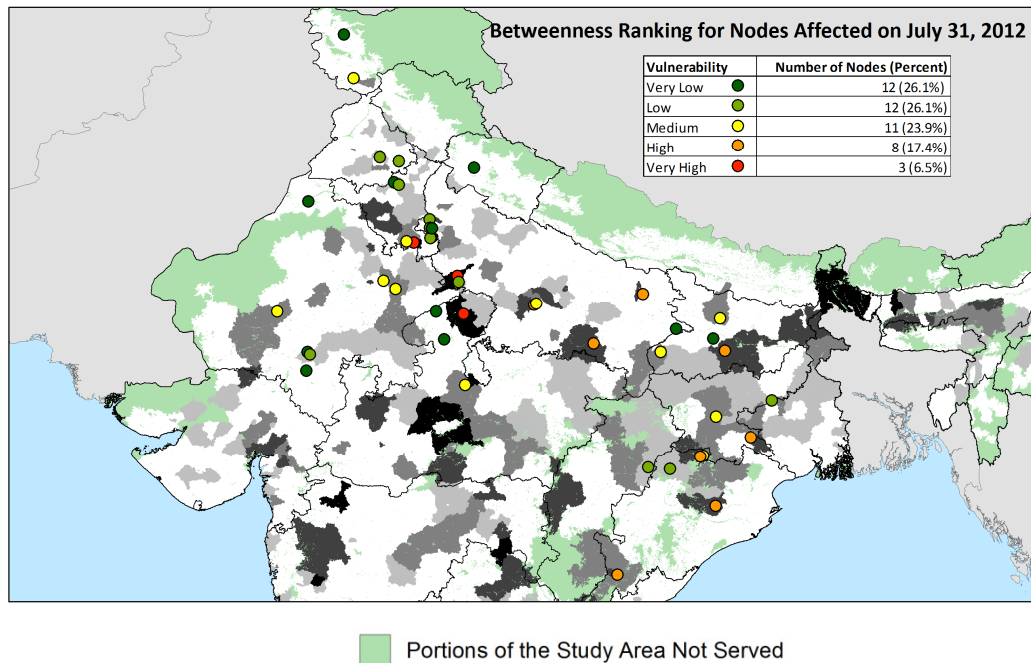 Betweenness Ranking for Nodes Affected on July 31, 2012
Vulnerability Number of Nodes (Percent)
Very Low 12 (26.1%)
Low 12 (26.1%)
Medium 11 (23.9%)
High 8 (17.4%)
Very High 3 (6.5%)
Portions of the Study Area Not Served